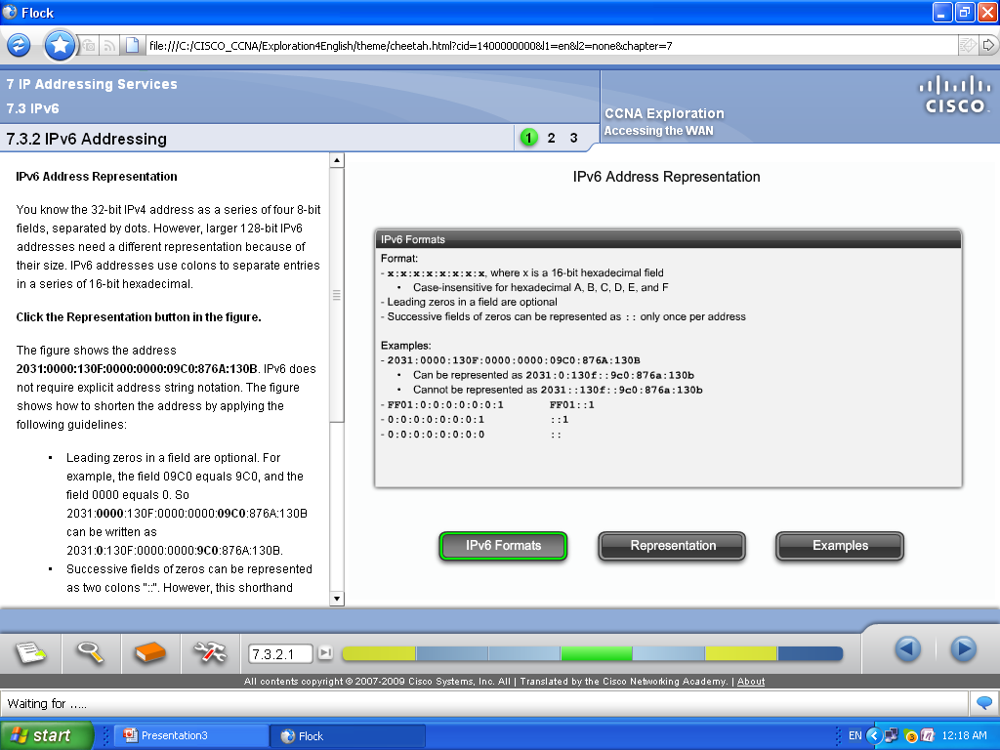 Flock
file:///C:/CISCO_CCNA/Exploration4English/theme/cheetah.html?cid=1400000000&l1=en&l2=none&chapter=7
7 IP Addressing Services
7.3 IPv6
CCNA Exploration
Accessing the WAN
CISCO
7.3.2 IPv6 Addressing
1 2 3
IPv6 Address Representation
You know the 32-bit IPv4 address as a series of four 8-bit
fields, separated by dots. However, larger 128-bit IPv6
addresses need a different representation because of
their size. IPv6 addresses use colons to separate entries
in a series of 16-bit hexadecimal.
Click the Representation button in the figure.
The figure shows the address
2031:0000:130F:0000:0000:09C0:876A:130B. IPv6 does
not require explicit address string notation. The figure
shows how to shorten the address by applying the
following guidelines:
• Leading zeros in a field are optional. For
example, the field 09C0 equals 9C0, and the
field 0000 equals 0. So
2031:0000:130F:0000:0000:09C0:876A:130B
can be written as
2031:0:130F:0000:0000:9C0:876A:130B.
• Successive fields of zeros can be represented
as two colons "::". However, this shorthand
IPv6 Address Representation
IPv6 Formats
Format:
- x:x:x:x:x:x:x:x, where x is a 16-bit hexadecimal field
• Case-insensitive for hexadecimal A, B, C, D, E, and F
- Leading zeros in a field are optional
- Successive fields of zeros can be represented as :: only once per address
Examples:
- 2031:0000:130F:0000:0000:09C0:876A:130B
• Can be represented as 2031:0:130f::9c0:876a:130b
• Cannot be represented as 2031::130f::9c0:876a:130b
- FF01:0:0:0:0:0:0:1 FF01::1
- 0:0:0:0:0:0:0:1 ::1
- 0:0:0:0:0:0:0:0 ::
IPv6 Formats Representation Examples
7.3.2.1
All contents copyright © 2007-2009 Cisco Systems, Inc. All | Translated by the Cisco Networking Academy. | About
Waiting for .....
start Presentation3 Flock EN 12:18 AM